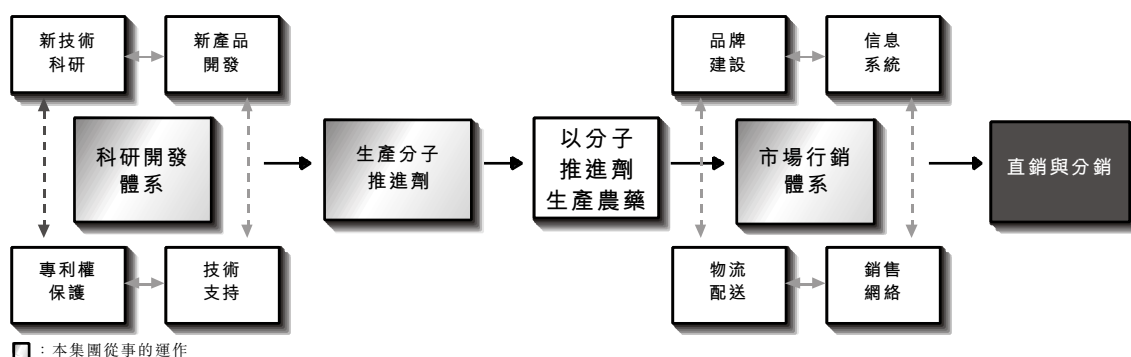 新技術
科研
新產品
開發
品牌
建設
信息
系統
科研開發
體系
生產分子
推進劑
以分子
推進劑
生產農藥
市場行銷
體系
直銷與分銷
專利權
保護
技術
支持
物流
配送
銷售
網絡
：本集團從事的運作